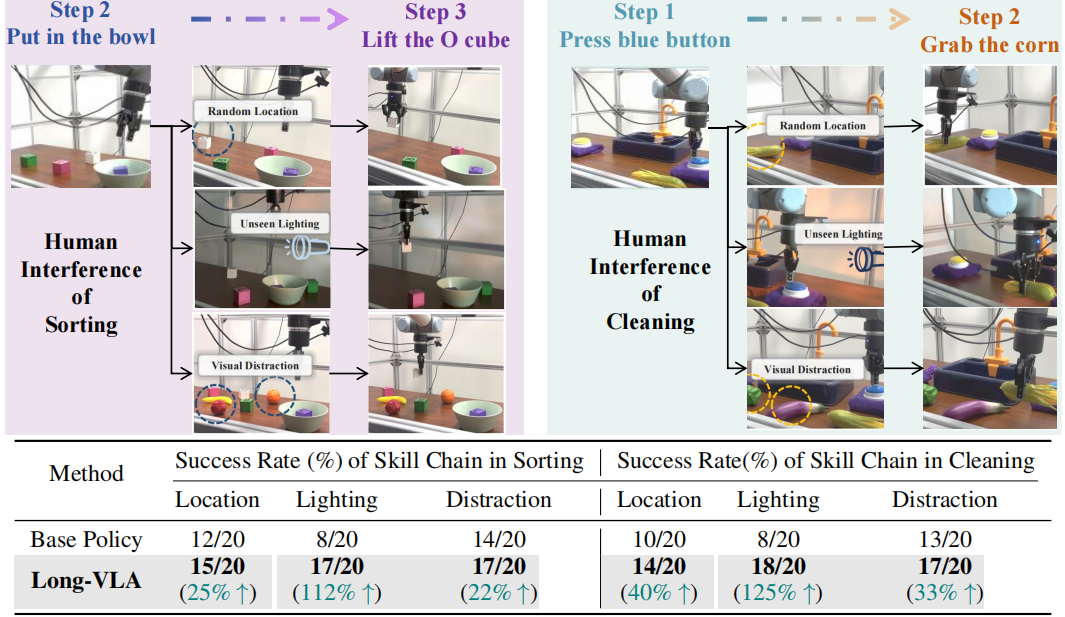 Step 2
Put in the bowl
Step 3
Lift the O cube
Random Location
Unseen Lighting
Visual Distraction
Human
Interference
of
Sorting
Step 1
Press blue button
Step 2
Grab the corn
Random Location
Unseen Lighting
Visual Distraction
Human
Interference
of
Cleaning
Method Success Rate (%) of Skill Chain in Sorting Success Rate(%) of Skill Chain in Cleaning
Location Lighting Distraction Location Lighting Distraction
Base Policy 12/20 8/20 14/20 10/20 8/20 13/20
Long-VLA 15/20 17/20 17/20 14/20 18/20 17/20
(25% ↑) (112% ↑) (22% ↑) (40% ↑) (125% ↑) (33% ↑)